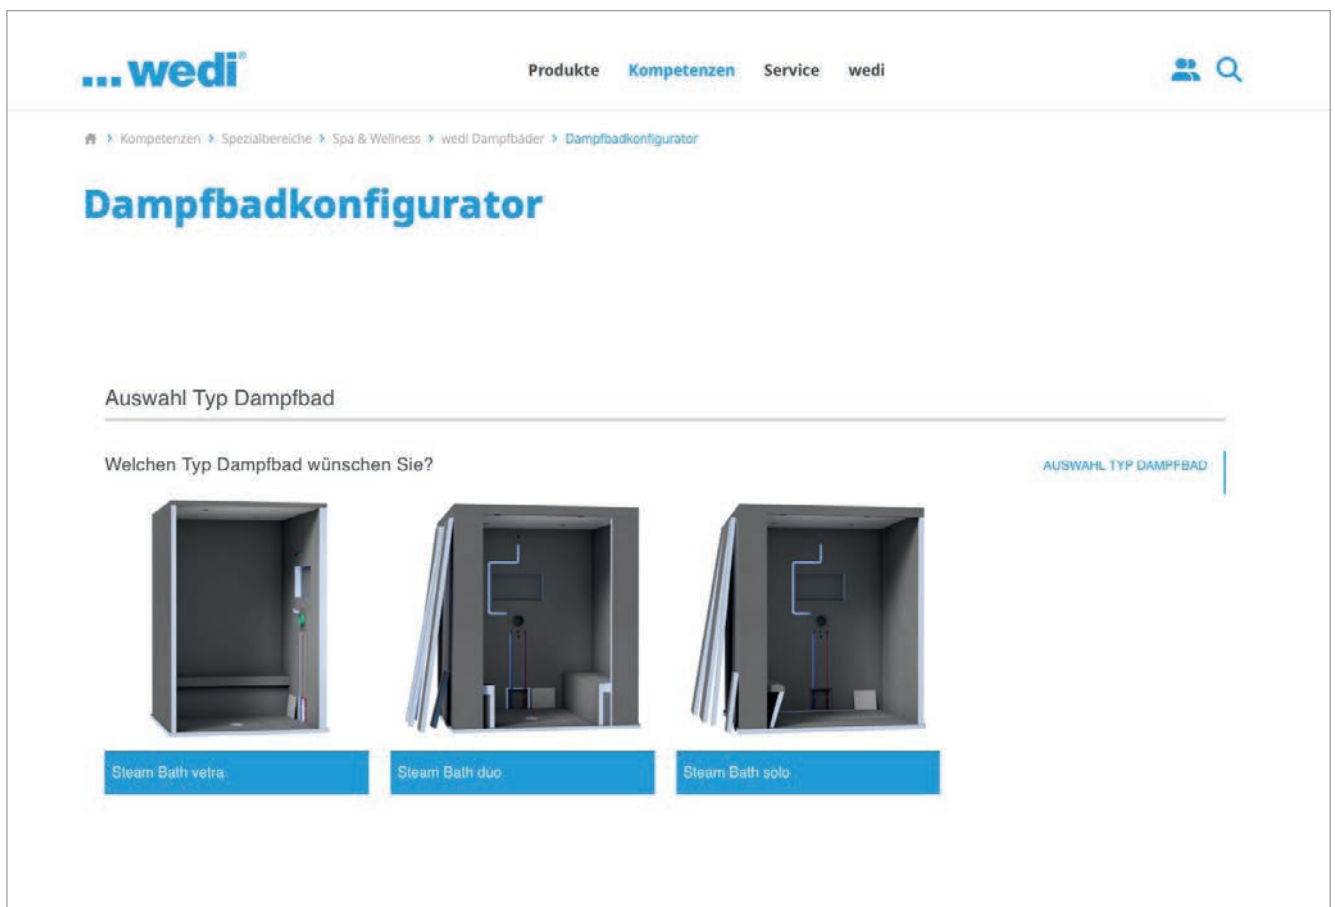 ...wedi®
Produkte Kompetenzen Service wedi
Kompetenzen > Spezialbereiche > Spa & Wellness > wedi Dampfbäder > Dampfbadkonfigurator
Dampfbadkonfigurator
Auswahl Typ Dampfbad
Welchen Typ Dampfbad wünschen Sie?
AUSWAHL TYP DAMPFBAD
Steam Bath vetra
Steam Bath duo
Steam Bath solo